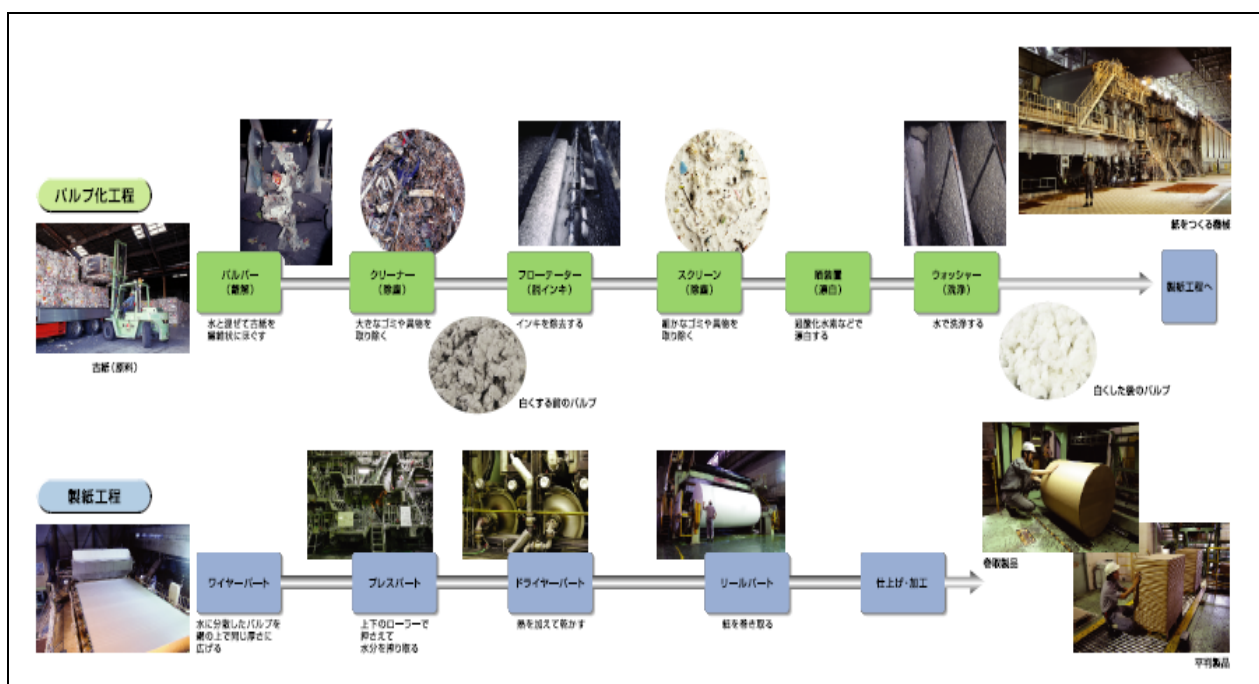 パルプ化工程
紙をつくる機械
パルパー
(離解)
クリーナー
(除塵)
フローテーター
(脱インキ)
スクリーン
(除塵)
晒装置
(漂白)
ウォッシャー
(洗浄)
製紙工程へ
水と混ぜて古紙を
繊維状にほぐす
大きなゴミや異物を
取り除く
インキを除去する
細かなゴミや異物を
取り除く
過酸化水素などで
漂白する
水で洗浄する
古紙(原料)
白くする前のパルプ
白くした後のパルプ
製紙工程
ワイヤーパート
プレスパート
ドライヤーパート
リールパート
仕上げ・加工
巻取製品
水に分散したパルプを
網の上で同じ厚さに
広げる
上下のローラーで
押さえて
水分を搾り取る
熱を加えて乾かす
紙を巻き取る
平判製品